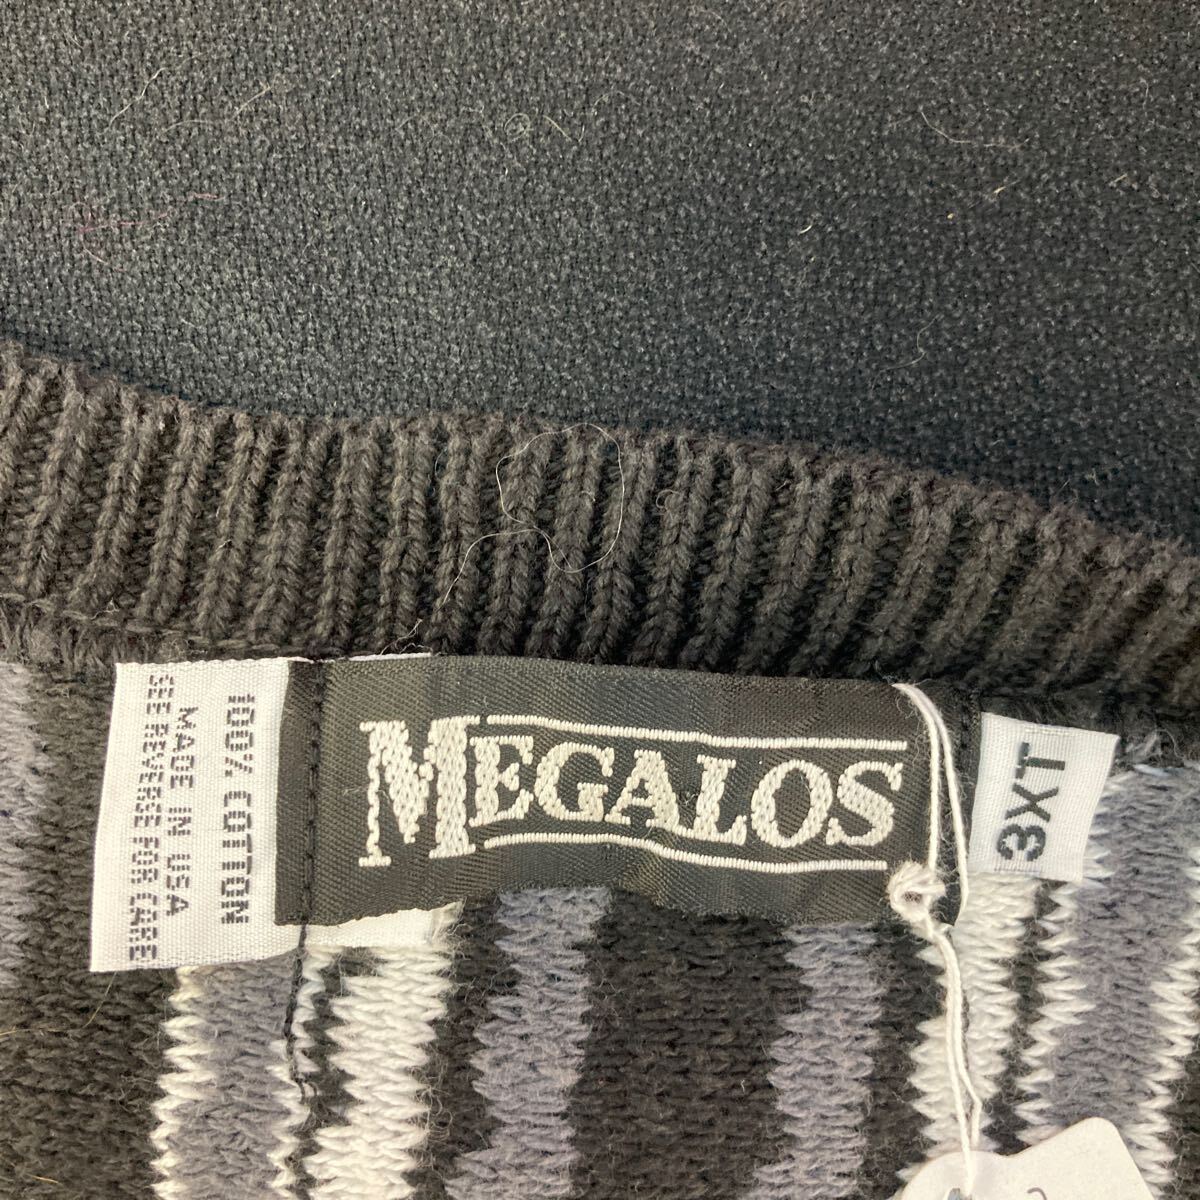 100% COTTON
MADE IN USA
SEE REVERSE FOR CARE
MEGALOS
3XT